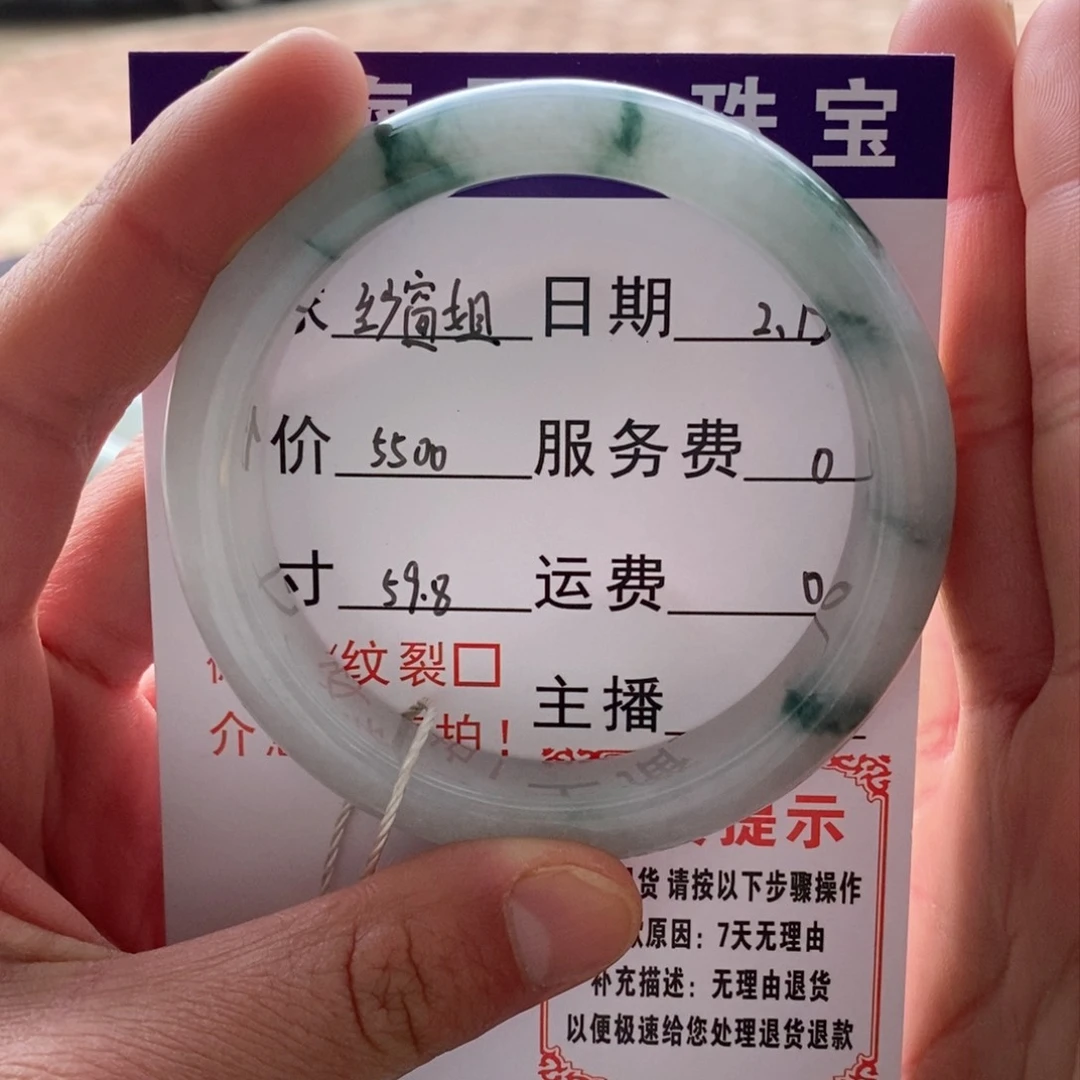 珠宝
纱窗姐 日期 2.15
价 5500 服务费 0
寸 59.8 运费 0
纹裂□
介 拍！ 主播
提示
货 请按以下步骤操作
原因：7天无理由
补充描述：无理由退货
以便极速给您处理退货退款